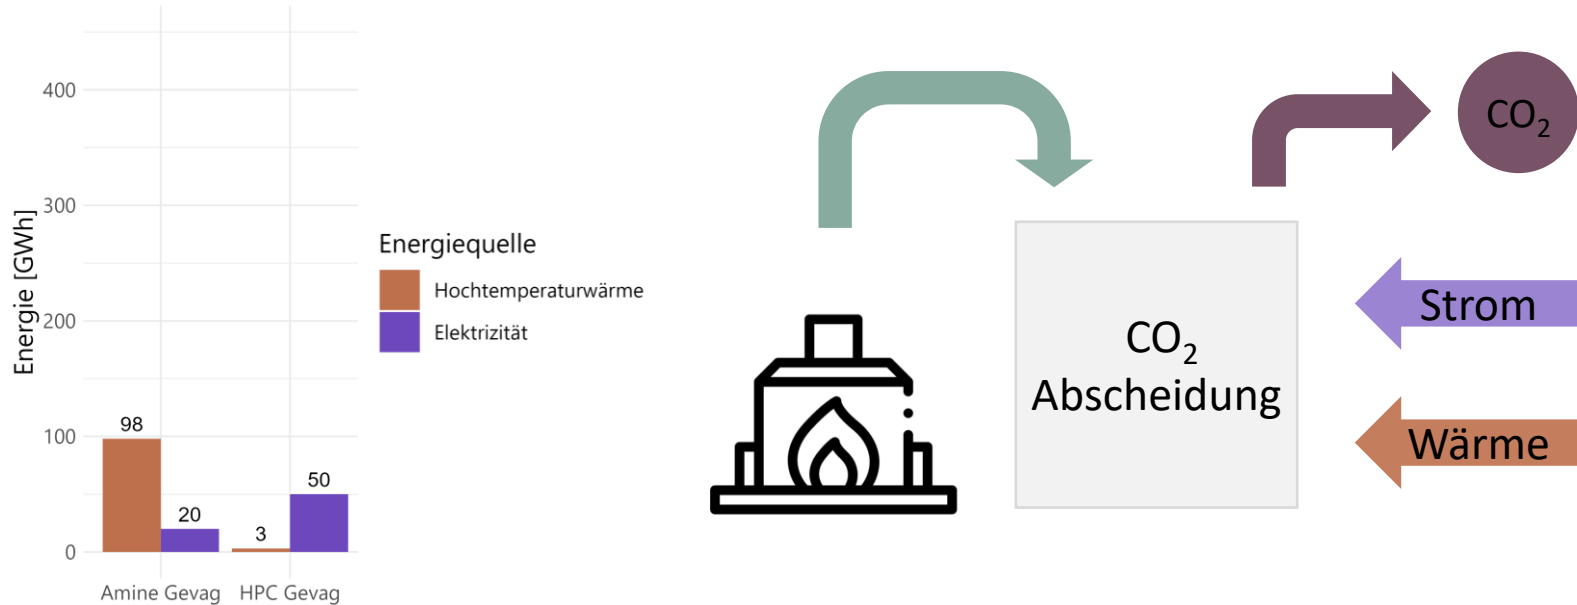 Energie [GWh]
400
300
200
100
0
98
20
3
50
Amine Gevag
HPC Gevag
Energiequelle
Hochtemperaturwärme
Elektrizität
CO₂
Abscheidung
CO₂
Strom
Wärme